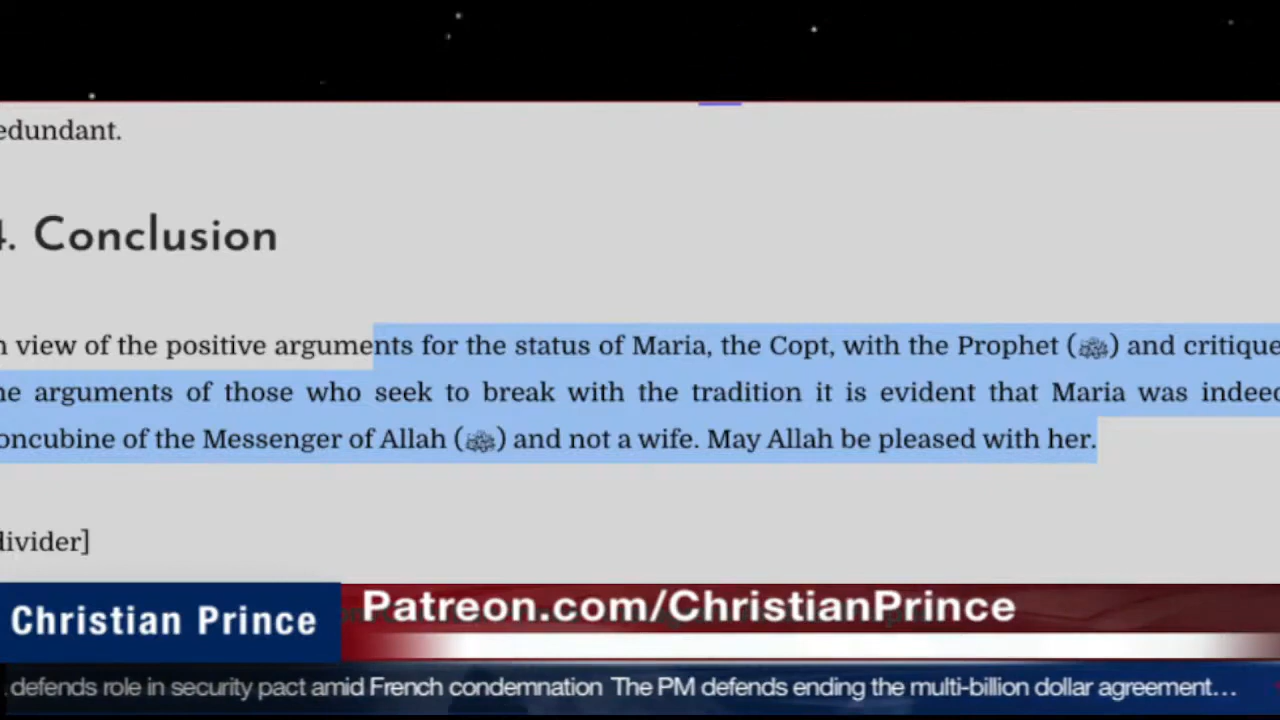 edundant.
4. Conclusion
n view of the positive arguments for the status of Maria, the Copt, with the Prophet (ﷺ) and critique
he arguments of those who seek to break with the tradition it is evident that Maria was indeed
oncubine of the Messenger of Allah (ﷺ) and not a wife. May Allah be pleased with her.
divider]
Christian Prince
Patreon.com/ChristianPrince
defends role in security pact amid French condemnation The PM defends ending the multi-billion dollar agreement...